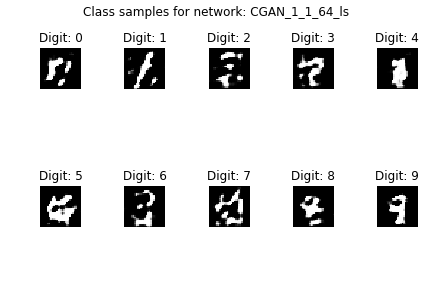 Class samples for network: CGAN_1_1_64_ls
Digit: 0 Digit: 1 Digit: 2 Digit: 3 Digit: 4
Digit: 5 Digit: 6 Digit: 7 Digit: 8 Digit: 9